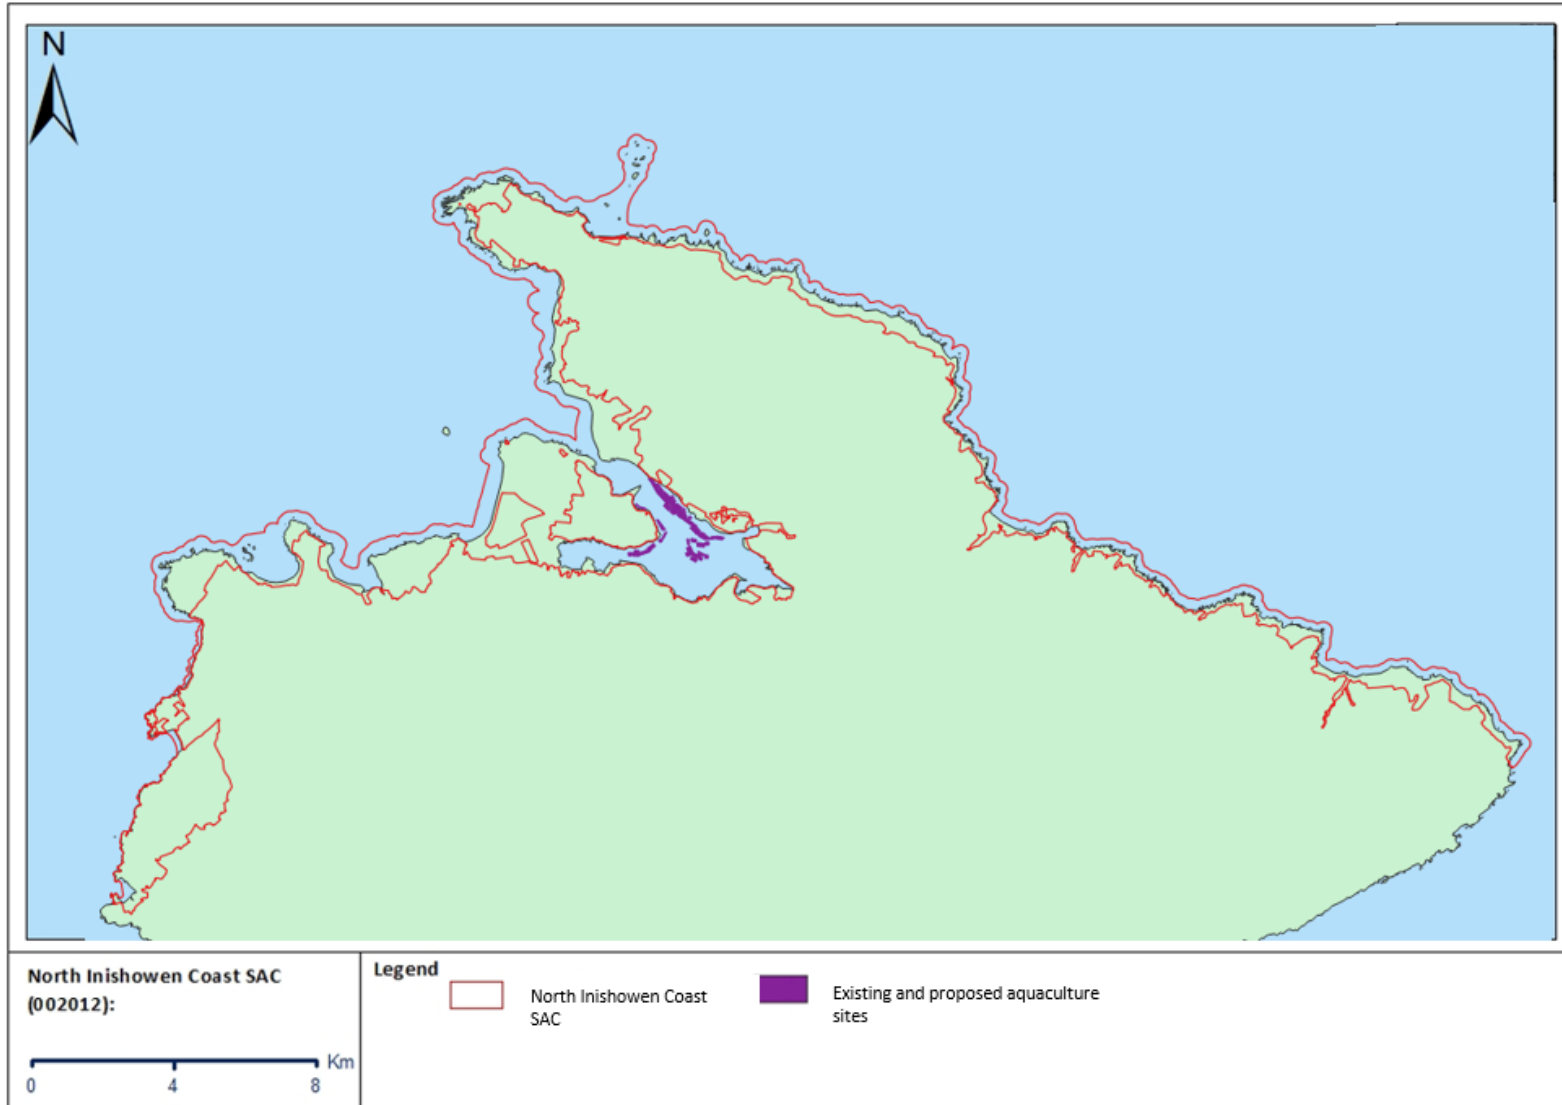 N
North Inishowen Coast SAC
(002012):
0 4 8 Km
Legend
North Inishowen Coast
SAC
Existing and proposed aquaculture
sites